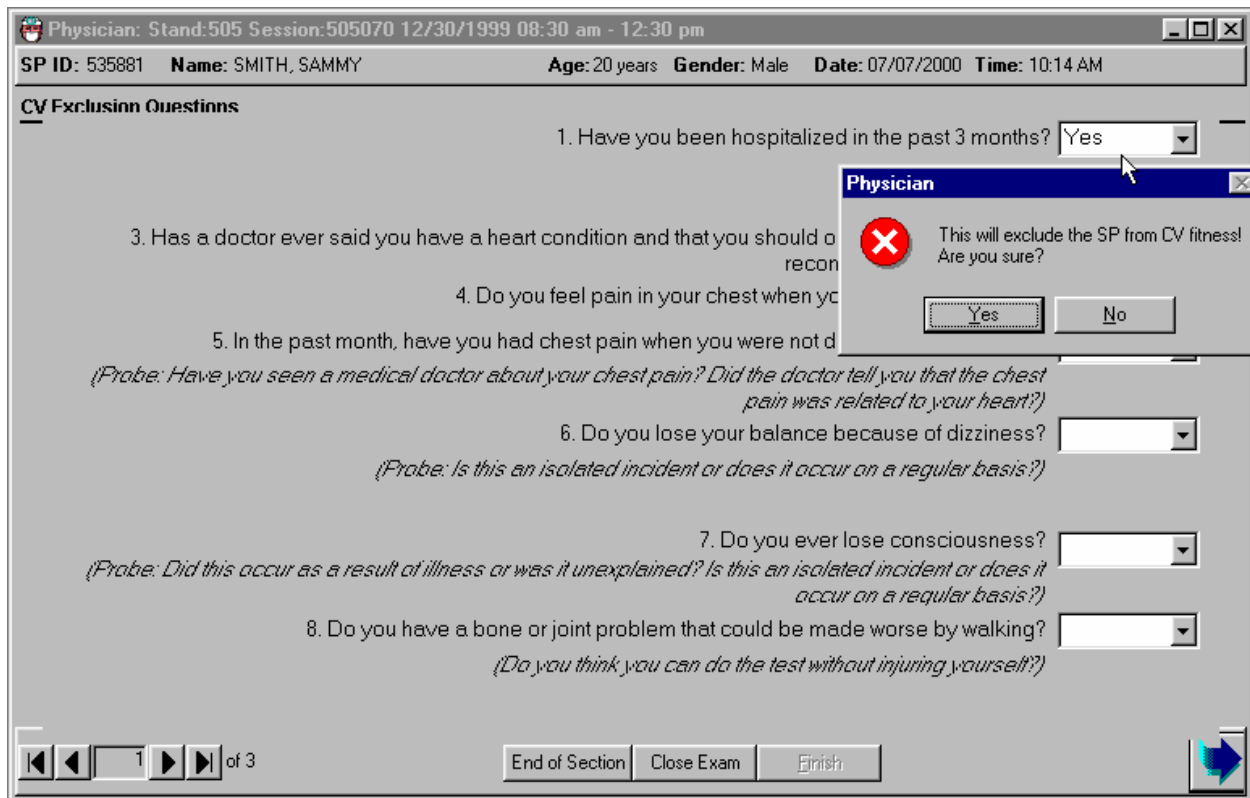 Physician: Stand:505 Session:505070 12/30/1999 08:30 am - 12:30 pm
SP ID: 535881 Name: SMITH, SAMMY Age: 20 years Gender: Male Date: 07/07/2000 Time: 10:14 AM
CV Exclusion Questions
1. Have you been hospitalized in the past 3 months? Yes
Physician
This will exclude the SP from CV fitness!
Are you sure?
Yes No
3. Has a doctor ever said you have a heart condition and that you should o
recon
4. Do you feel pain in your chest when yo
5. In the past month, have you had chest pain when you were not d
(Probe: Have you seen a medical doctor about your chest pain? Did the doctor tell you that the chest
pain was related to your heart?)
6. Do you lose your balance because of dizziness?
(Probe: Is this an isolated incident or does it occur on a regular basis?)
7. Do you ever lose consciousness?
(Probe: Did this occur as a result of illness or was it unexplained? Is this an isolated incident or does it
occur on a regular basis?)
8. Do you have a bone or joint problem that could be made worse by walking?
(Do you think you can do the test without injuring yourself?)
1 of 3 End of Section Close Exam Finish